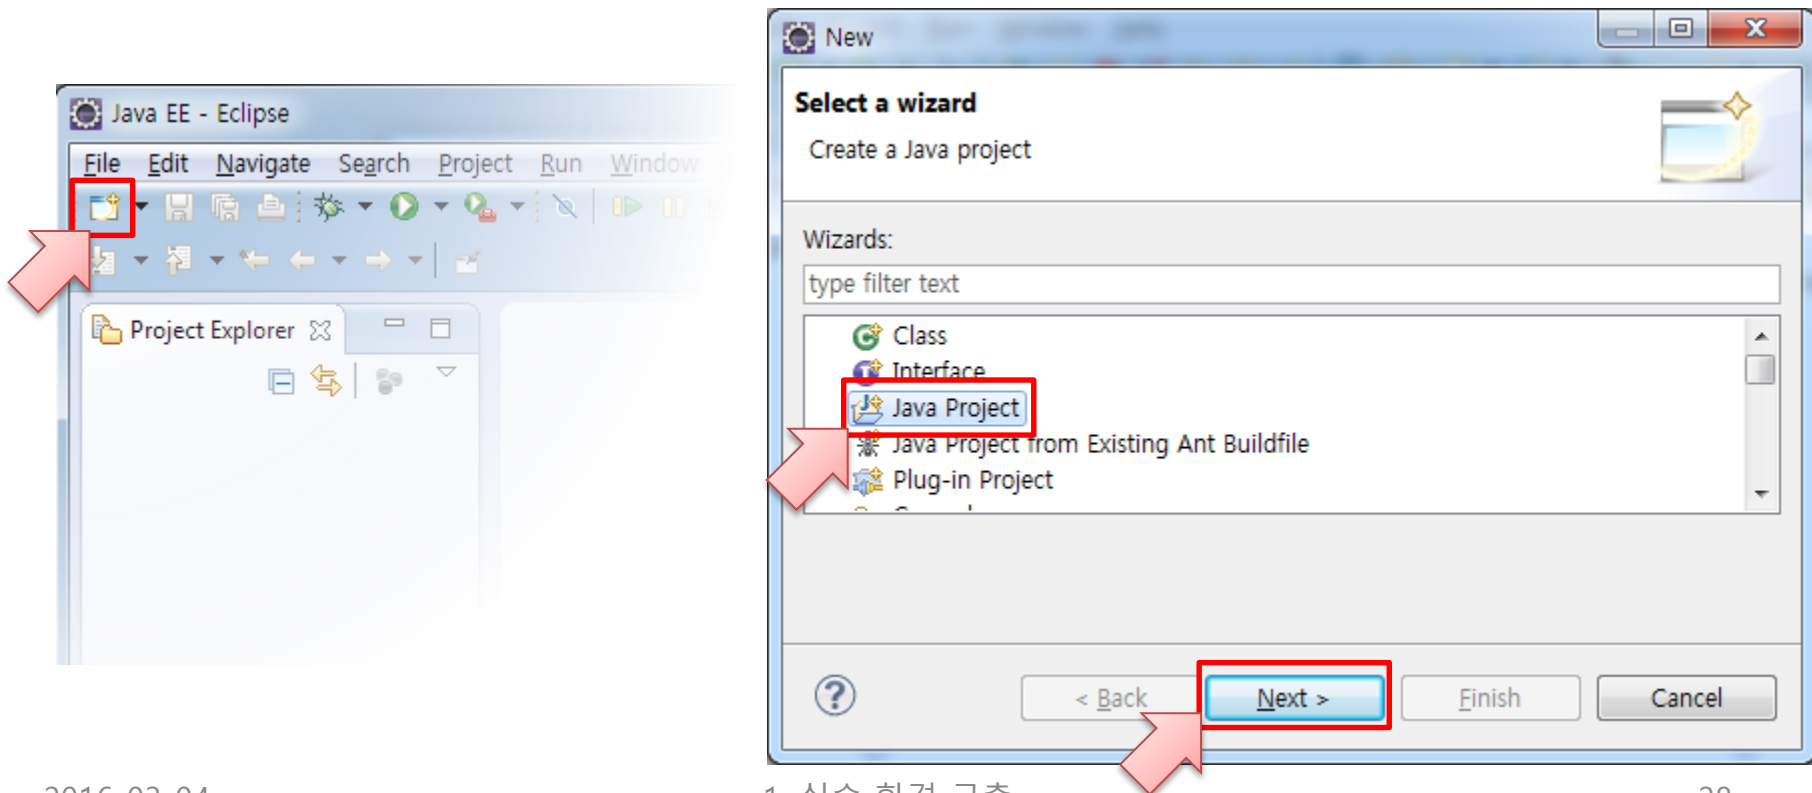 Java EE - Eclipse
File Edit Navigate Search Project Run Window
Project Explorer
New
Select a wizard
Create a Java project
Wizards:
type filter text
Class
Interface
Java Project
Java Project from Existing Ant Buildfile
Plug-in Project
< Back Next > Finish Cancel